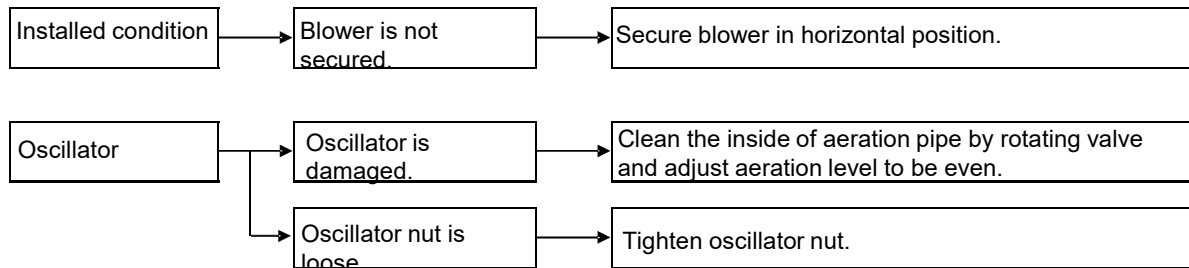 Installed condition
Blower is not
secured.
Secure blower in horizontal position.
Oscillator
Oscillator is
damaged.
Clean the inside of aeration pipe by rotating valve
and adjust aeration level to be even.
Oscillator nut is
loose
Tighten oscillator nut.